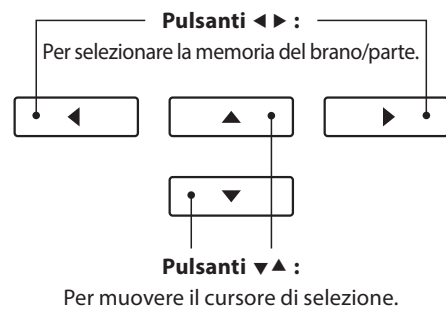 Pulsanti ◀ ▶ :
Per selezionare la memoria del brano/parte.
◀ ▲ ▶
▼
Pulsanti ▼▲ :
Per muovere il cursore di selezione.